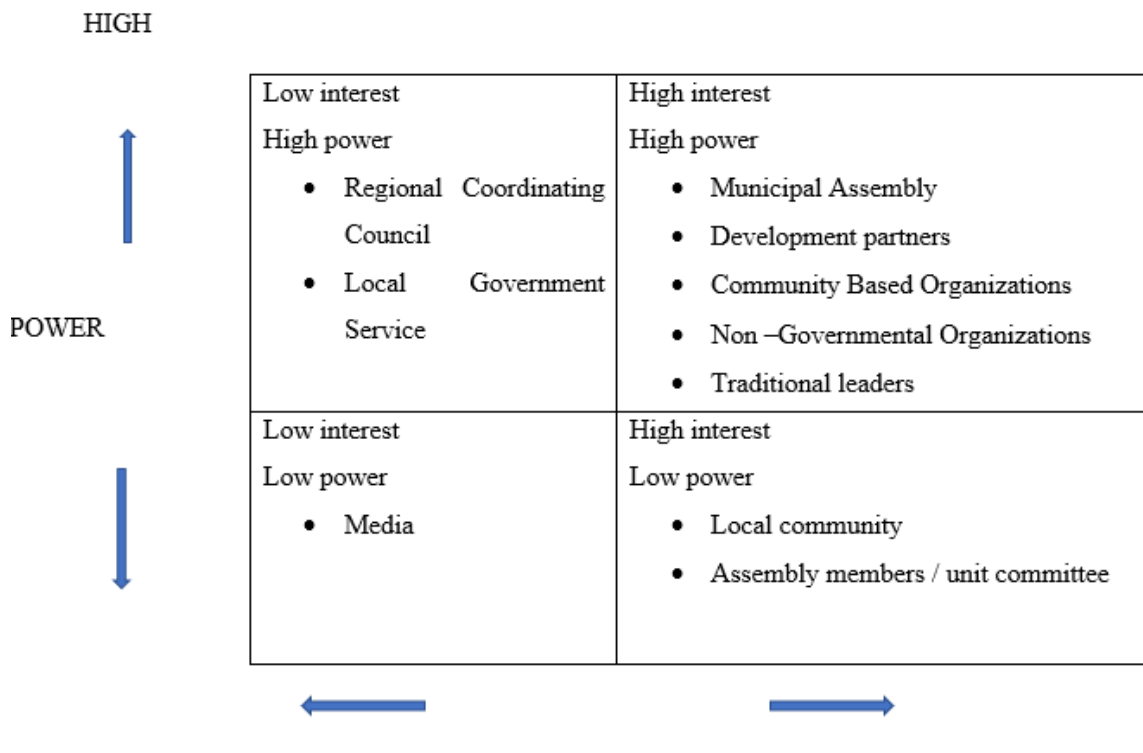 HIGH
Low interest
High power
• Regional Coordinating
Council
• Local Government
Service
High interest
High power
• Municipal Assembly
• Development partners
• Community Based Organizations
• Non –Governmental Organizations
• Traditional leaders
POWER
Low interest
Low power
• Media
High interest
Low power
• Local community
• Assembly members / unit committee